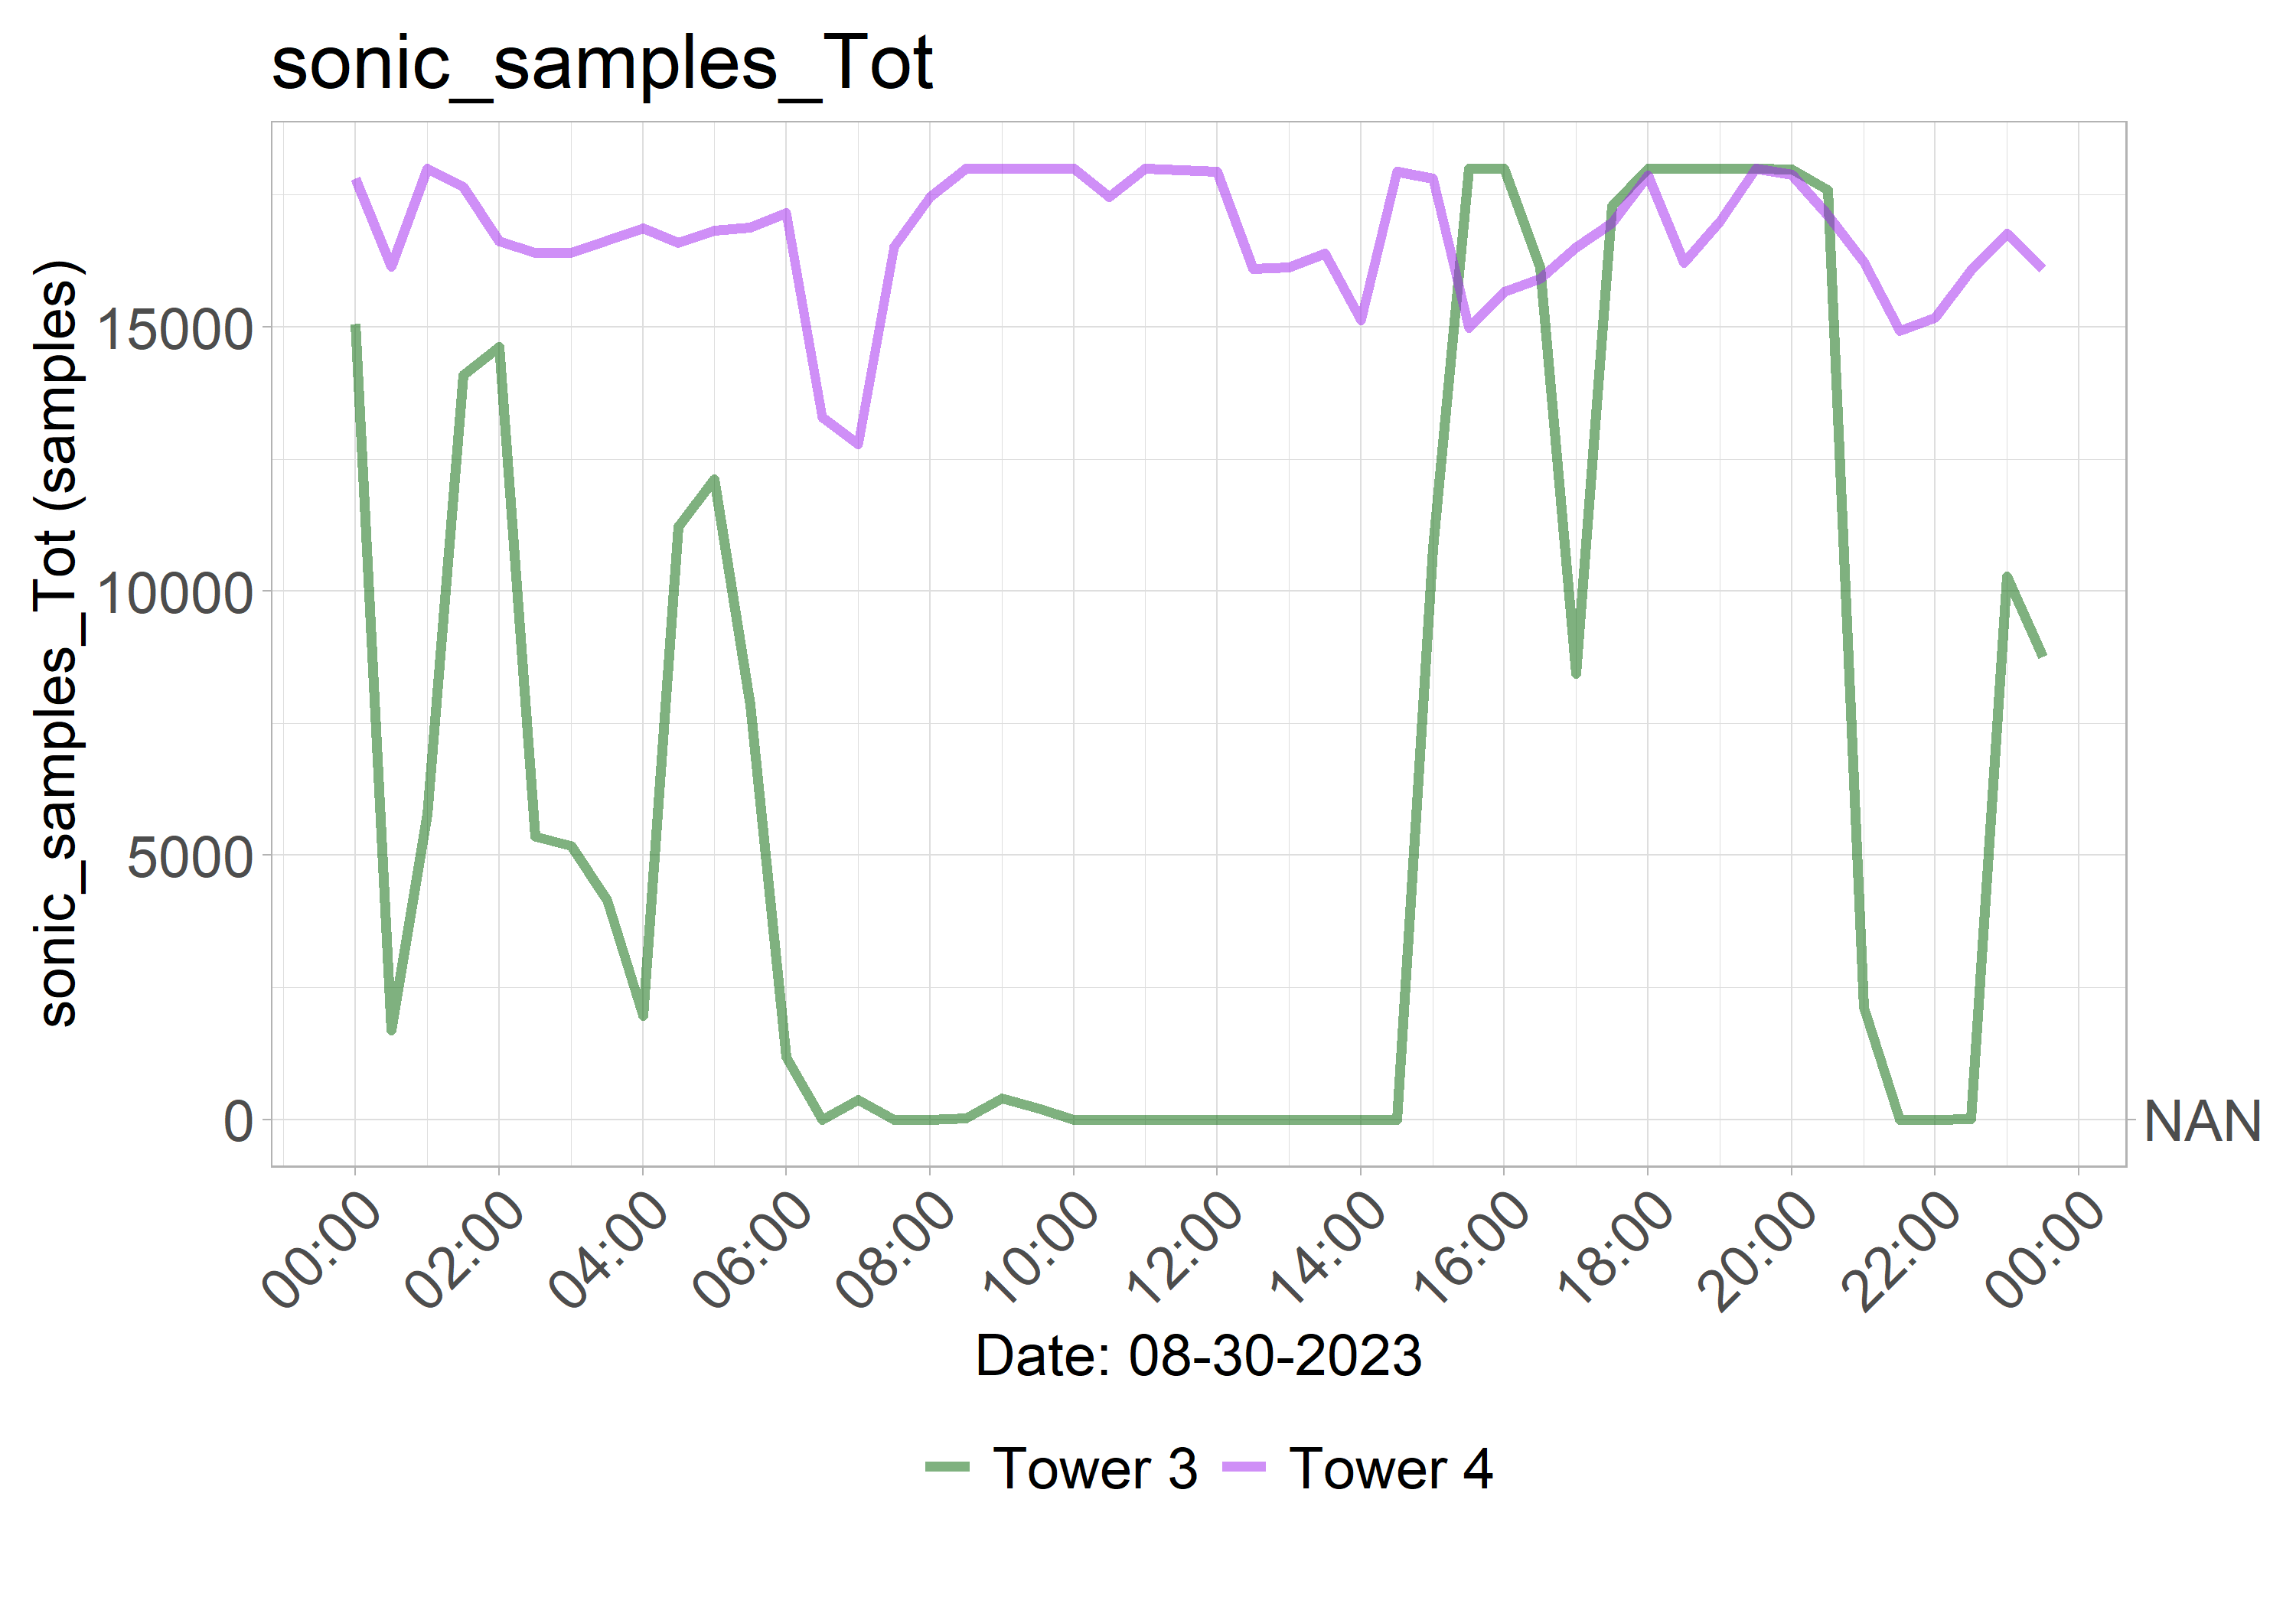 sonic_samples_Tot
sonic_samples_Tot (samples)
15000
10000
5000
0
NAN
00:00 02:00 04:00 06:00 08:00 10:00 12:00 14:00 16:00 18:00 20:00 22:00 00:00
Date: 08-30-2023
Tower 3 Tower 4